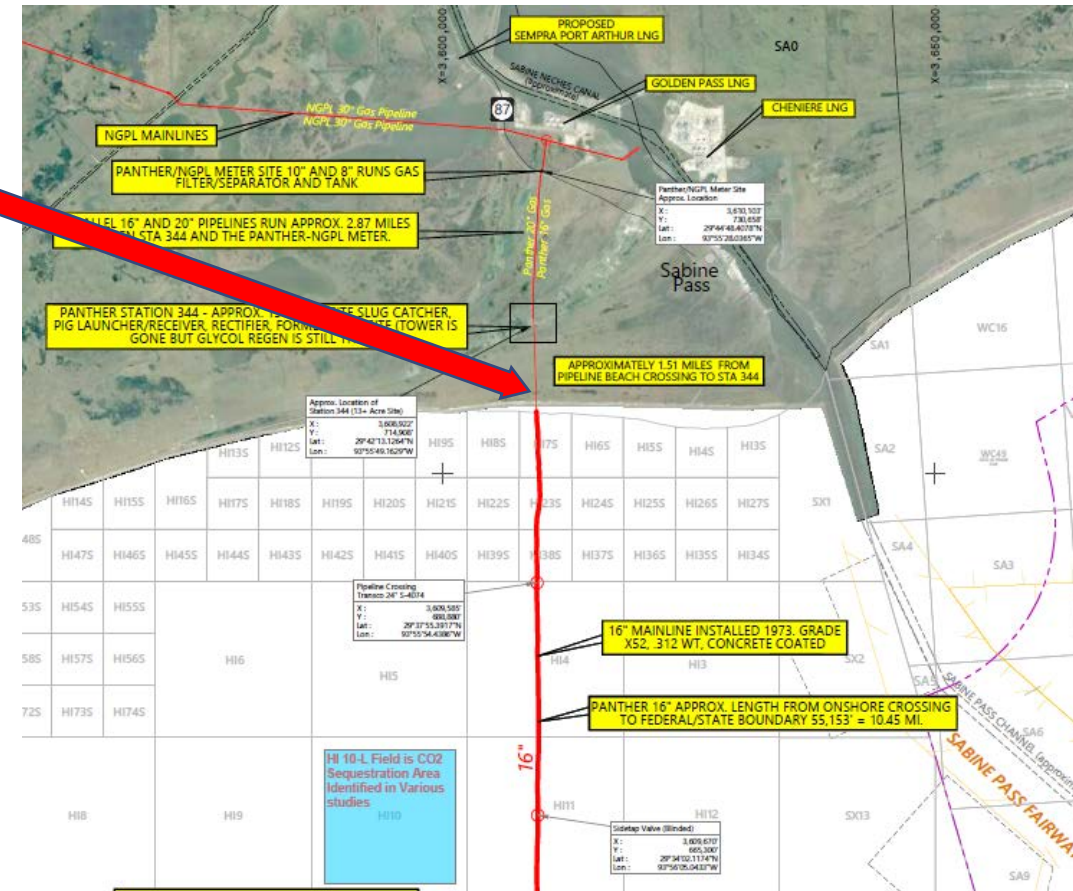 X=3,600,000
X=3,650,000
PROPOSED
SEMPRA PORT ARTHUR LNG
SA0
SABINE NECHES CANAL
(approximate)
GOLDEN PASS LNG
CHENIERE LNG
NGPL 30" Gas Pipeline
NGPL 30" Gas Pipeline
87
NGPL MAINLINES
PANTHER/NGPL METER SITE 10" AND 8" RUNS GAS
FILTER/SEPARATOR AND TANK
Panther/NGPL Meter Site
Approx. Location
X : 3,610,103'
Y : 730,658'
Lat : 29°44'48.4078"N
Lon : 93°55'28.0365"W
16" AND 20" PIPELINES RUN APPROX. 2.87 MILES
STA 344 AND THE PANTHER-NGPL METER.
Panther 20" Gas
Panther 16" Gas
Sabine
Pass
PANTHER STATION 344 - APPROX. SLUG CATCHER,
PIG LAUNCHER/RECEIVER, RECTIFIER, (TOWER IS
GONE BUT GLYCOL REGEN IS STILL
WC16
SA1
APPROXIMATELY 1.51 MILES FROM
PIPELINE BEACH CROSSING TO STA 344
Approx. Location of
Station 344 (13+ Acre Site)
X : 3,608,922'
Y : 714,908'
Lat : 29°42'13.1264"N
Lon : 93°55'49.1629"W
HI13S HI12S HI9S HI8S HI6S HI5S HI4S HI3S SA2 WC49
HI14S HI15S HI16S HI17S HI18S HI19S HI20S HI21S HI22S HI24S HI25S HI26S HI27S SX1
HI47S HI46S HI45S HI44S HI43S HI42S HI41S HI40S HI39S HI37S HI36S HI35S HI34S SA4 SA3
Pipeline Crossing
Transco 24" S-4074
X : 3,609,585'
Y : 688,880'
Lat : 29°37'55.3917"N
Lon : 93°55'54.4386"W
HI54S HI55S
16" MAINLINE INSTALLED 1973. GRADE
X52, .312 WT, CONCRETE COATED
HI57S HI56S HI6 HI5 HI4 HI3 SX2
SA5
HI73S HI74S
PANTHER 16" APPROX. LENGTH FROM ONSHORE CROSSING
TO FEDERAL/STATE BOUNDARY 55,153' = 10.45 MI.
SABINE PASS CHANNEL
SA6
SABINE PASS FAIRWAY
16"
HI 10-L Field is CO2
Sequestration Area
Identified in Various
studies
HI8 HI9 HI10 HI11 HI12 SX13
Sidetap Valve (Blinded)
X : 3,609,670'
Y : 665,300'
Lat : 29°34'02.1174"N
Lon : 93°56'05.0433"W
SA9